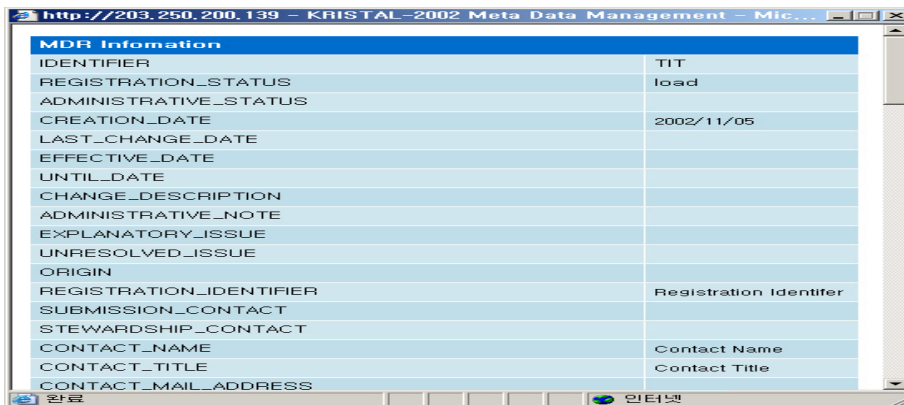 http://203.250.200.139 - KRISTAL-2002 Meta Data Management - Mic...
MDR Infomation
IDENTIFIER TIT
REGISTRATION_STATUS load
ADMINISTRATIVE_STATUS
CREATION_DATE 2002/11/05
LAST_CHANGE_DATE
EFFECTIVE_DATE
UNTIL_DATE
CHANGE_DESCRIPTION
ADMINISTRATIVE_NOTE
EXPLANATORY_ISSUE
UNRESOLVED_ISSUE
ORIGIN
REGISTRATION_IDENTIFIER Registration Identifer
SUBMISSION_CONTACT
STEWARDSHIP_CONTACT
CONTACT_NAME Contact Name
CONTACT_TITLE Contact Title
CONTACT_MAIL_ADDRESS
완료 인터넷